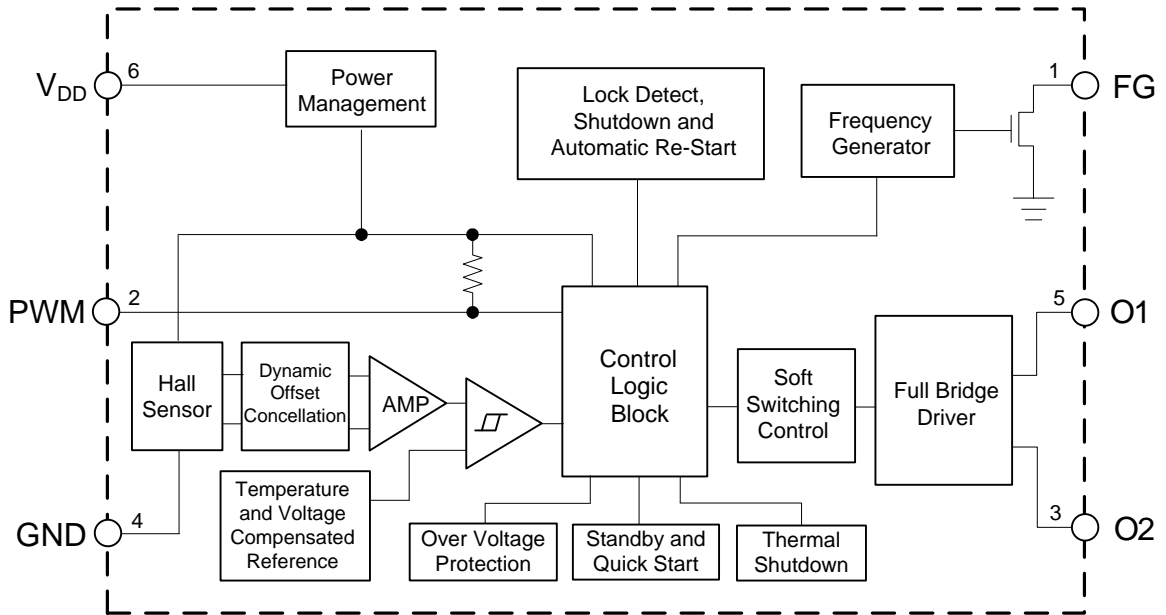 V_DD
6
Power
Management
Lock Detect,
Shutdown and
Automatic Re-Start
Frequency
Generator
1
FG
PWM
2
Hall
Sensor
Dynamic
Offset
Concellation
AMP
Control
Logic
Block
Soft
Switching
Control
Full Bridge
Driver
5
O1
GND
4
Temperature
and Voltage
Compensated
Reference
Over Voltage
Protection
Standby and
Quick Start
Thermal
Shutdown
3
O2